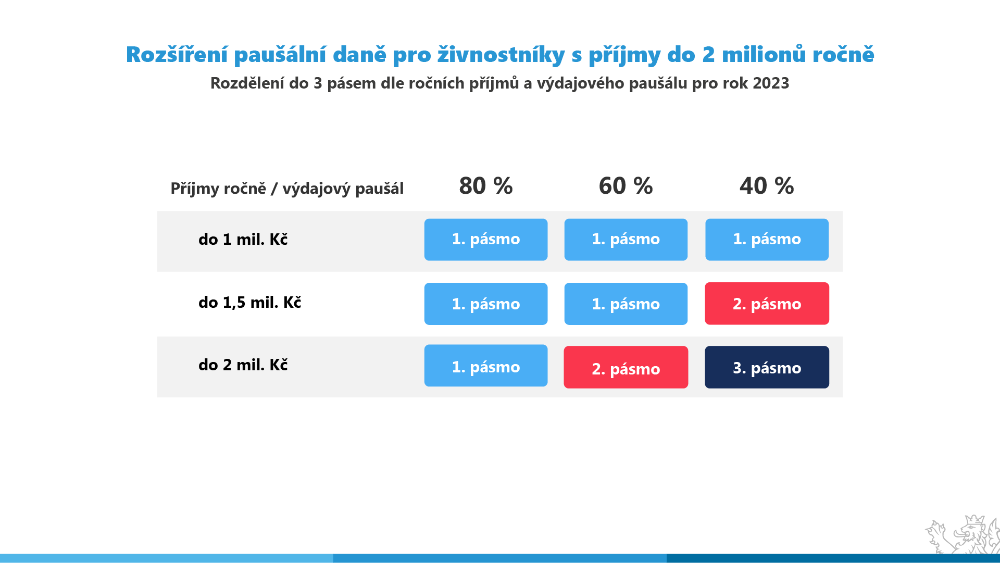 Rozšíření paušální daně pro živnostníky s příjmy do 2 milionů ročně
Rozdělení do 3 pásem dle ročních příjmů a výdajového paušálu pro rok 2023
Příjmy ročně / výdajový paušál 80 % 60 % 40 %
do 1 mil. Kč 1. pásmo 1. pásmo 1. pásmo
do 1,5 mil. Kč 1. pásmo 1. pásmo 2. pásmo
do 2 mil. Kč 1. pásmo 2. pásmo 3. pásmo